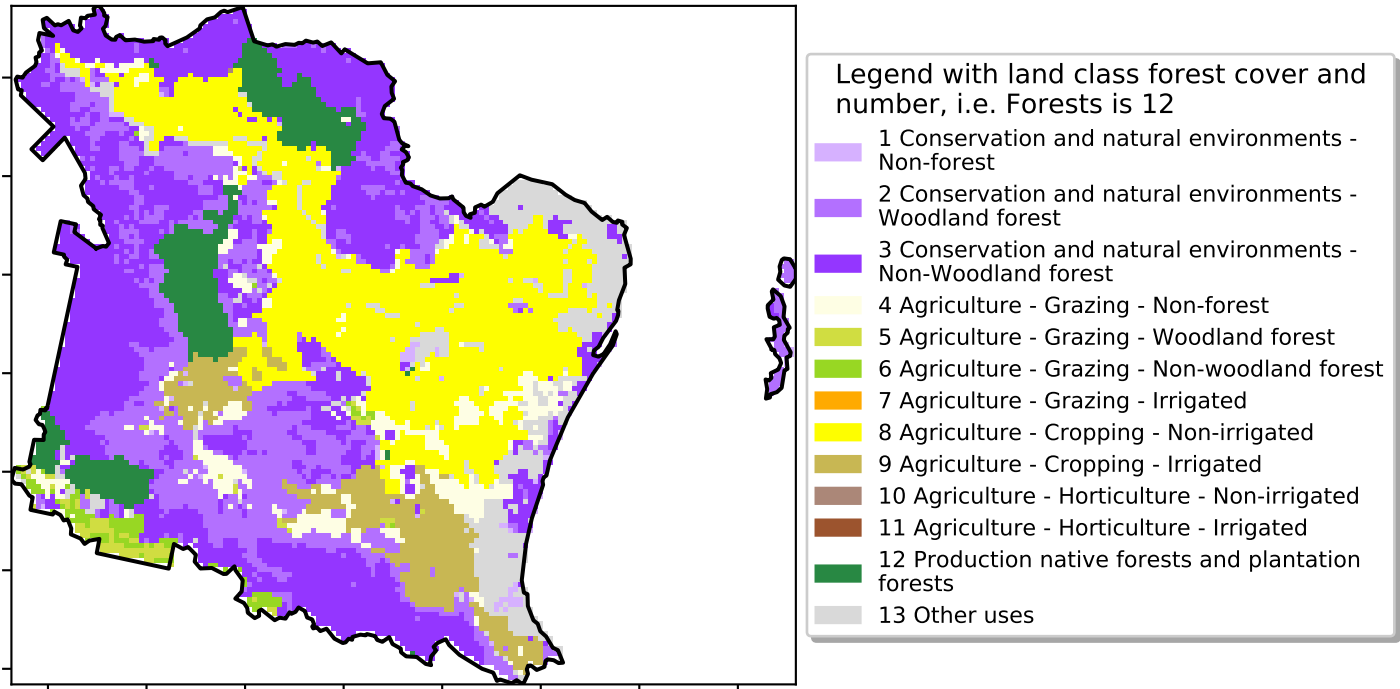 Legend with land class forest cover and
number, i.e. Forests is 12
1 Conservation and natural environments -
Non-forest
2 Conservation and natural environments -
Woodland forest
3 Conservation and natural environments -
Non-Woodland forest
4 Agriculture - Grazing - Non-forest
5 Agriculture - Grazing - Woodland forest
6 Agriculture - Grazing - Non-woodland forest
7 Agriculture - Grazing - Irrigated
8 Agriculture - Cropping - Non-irrigated
9 Agriculture - Cropping - Irrigated
10 Agriculture - Horticulture - Non-irrigated
11 Agriculture - Horticulture - Irrigated
12 Production native forests and plantation
forests
13 Other uses